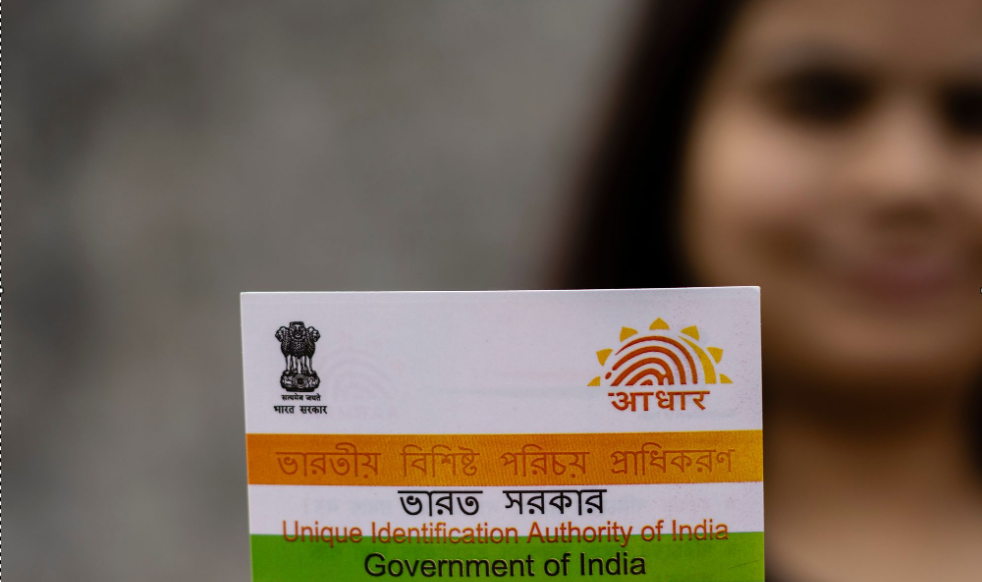 सत्यमेव जयते
भारत सरकार
आधार
ভারতীয় বিশিষ্ট পরিচয় প্রাধিকরণ
ভারত সরকার
Unique Identification Authority of India
Government of India